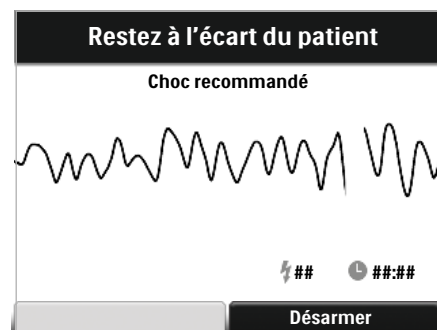 Restez à l'écart du patient
Choc recommandé
## ##:##
Désarmer